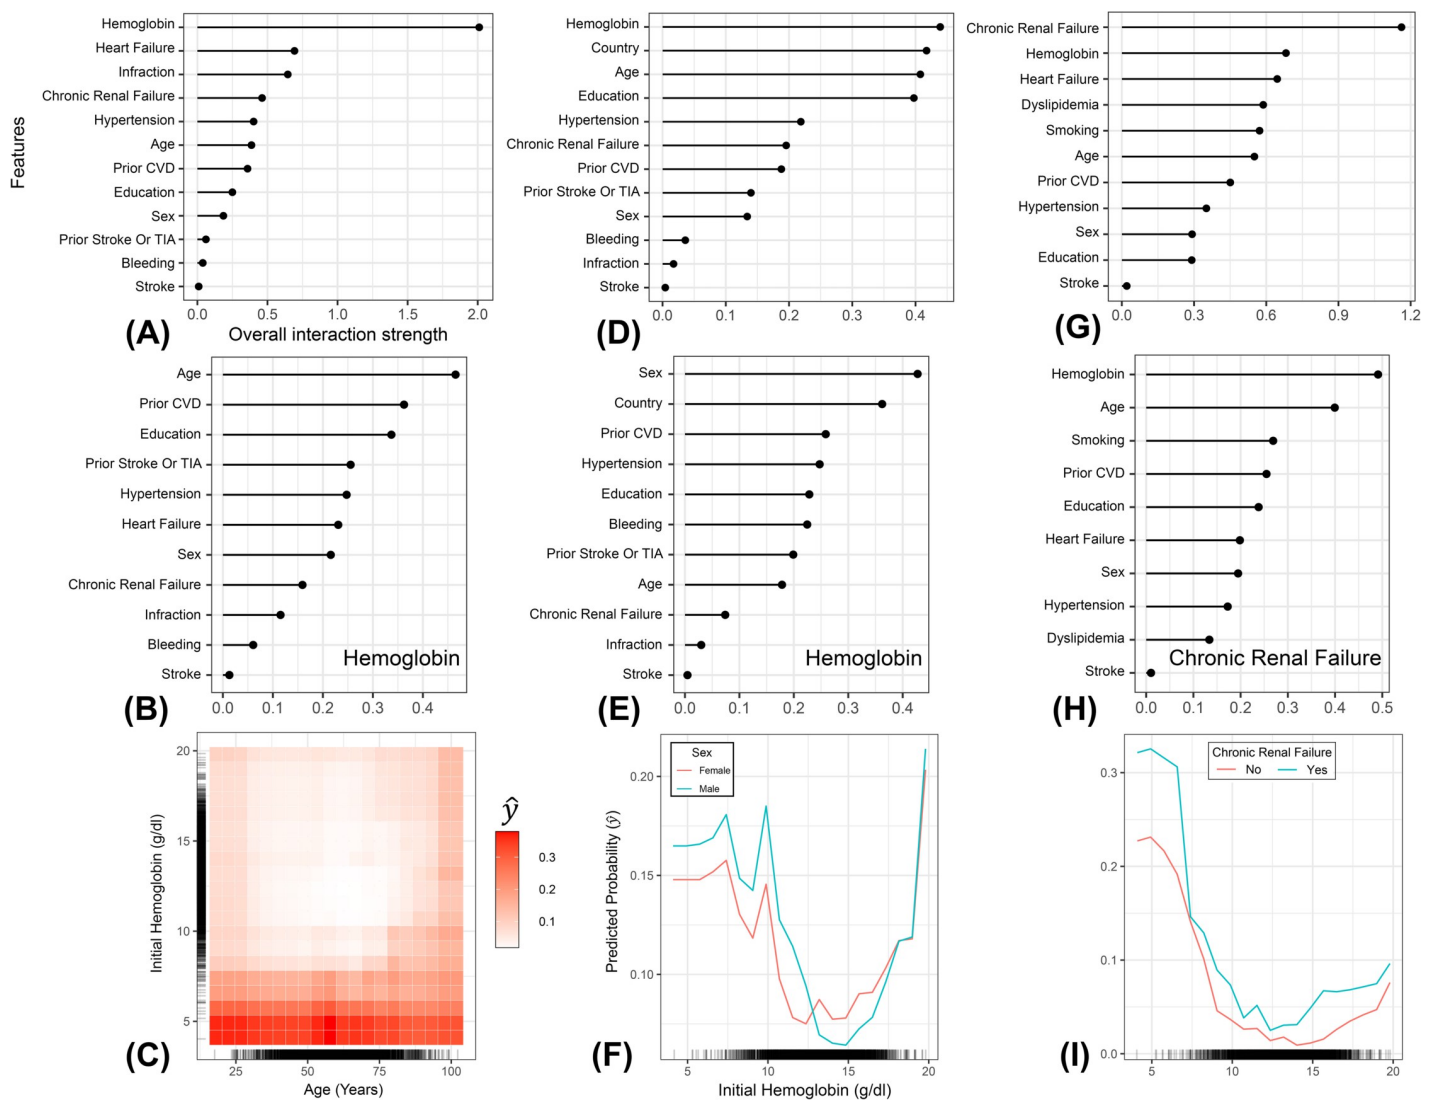 Features
Hemoglobin
Heart Failure
Infraction
Chronic Renal Failure
Hypertension
Age
Prior CVD
Education
Sex
Prior Stroke Or TIA
Bleeding
Stroke
0.0 0.5 1.0 1.5 2.0
(A) Overall interaction strength
Hemoglobin
Country
Age
Education
Hypertension
Chronic Renal Failure
Prior CVD
Prior Stroke Or TIA
Sex
Bleeding
Infraction
Stroke
0.0 0.1 0.2 0.3 0.4
(D)
Chronic Renal Failure
Hemoglobin
Heart Failure
Dyslipidemia
Smoking
Age
Prior CVD
Hypertension
Sex
Education
Stroke
0.0 0.3 0.6 0.9 1.2
(G)
Age
Prior CVD
Education
Prior Stroke Or TIA
Hypertension
Heart Failure
Sex
Chronic Renal Failure
Infraction
Bleeding
Stroke
Hemoglobin
0.0 0.1 0.2 0.3 0.4
(B)
Sex
Country
Prior CVD
Hypertension
Education
Bleeding
Prior Stroke Or TIA
Age
Chronic Renal Failure
Infraction
Stroke
Hemoglobin
0.0 0.1 0.2 0.3 0.4
(E)
Hemoglobin
Age
Smoking
Prior CVD
Education
Heart Failure
Sex
Hypertension
Dyslipidemia
Stroke
Chronic Renal Failure
0.0 0.1 0.2 0.3 0.4 0.5
(H)
Initial Hemoglobin (g/dl)
20
15
10
5
25 50 75 100
Age (Years)
(C)
ŷ
0.3
0.2
0.1
Predicted Probability (ŷ)
0.20
0.15
0.10
Sex
Female
Male
5 10 15 20
Initial Hemoglobin (g/dl)
(F)
Chronic Renal Failure
No Yes
0.3
0.2
0.1
0.0
5 10 15 20
(I)